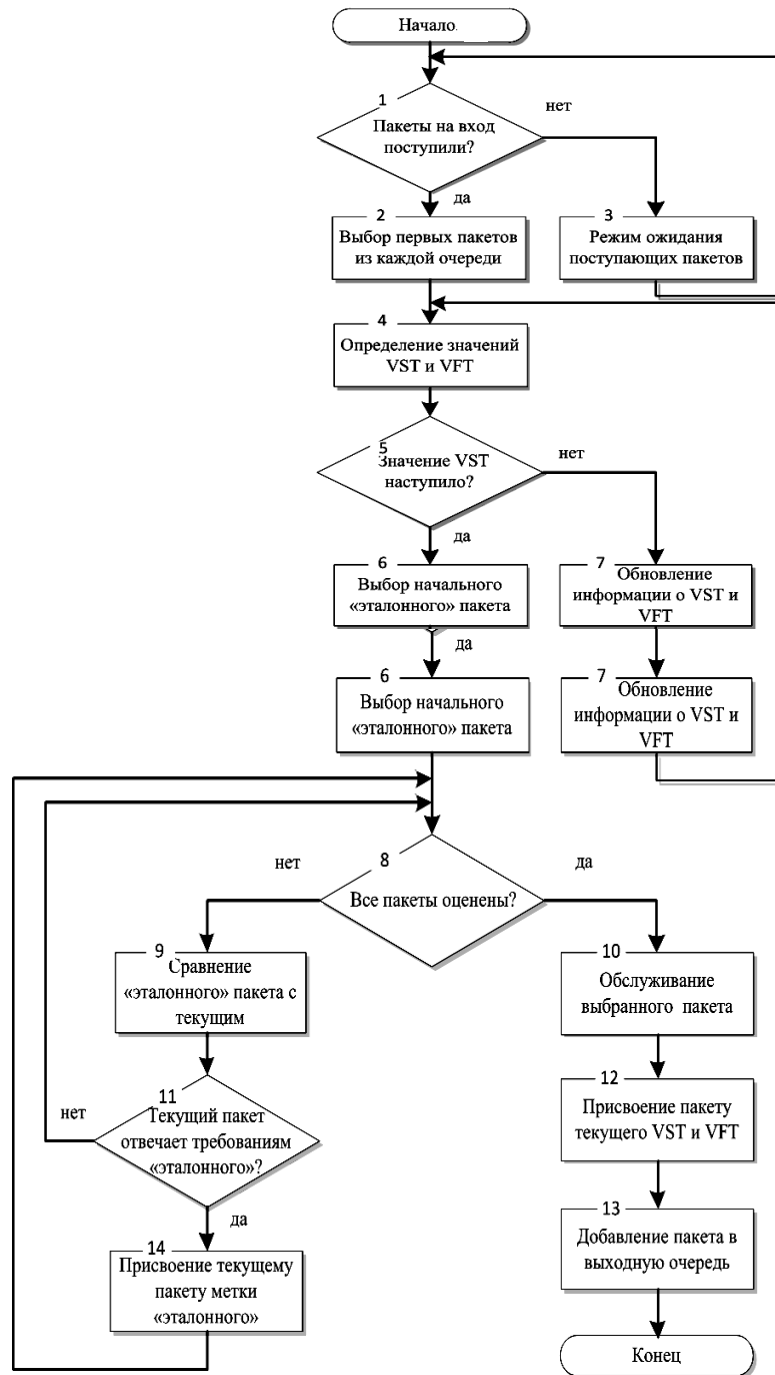 Начало.
1
Пакеты на вход
поступили?
нет
да
2
Выбор первых пакетов
из каждой очереди
3
Режим ожидания
поступающих пакетов
4
Определение значений
VST и VFT
5
Значение VST
наступило?
нет
да
6
Выбор начального
«эталонного» пакета
7
Обновление
информации о VST и
VFT
да
6
Выбор начального
«эталонного» пакета
7
Обновление
информации о VST и
VFT
8
Все пакеты оценены?
нет
да
9
Сравнение
«эталонного» пакета с
текущим
10
Обслуживание
выбранного пакета
11
Текущий пакет
отвечает требованиям
«эталонного»?
нет
да
12
Присвоение пакету
текущего VST и VFT
13
Добавление пакета в
выходную очередь
14
Присвоение текущему
пакету метки
«эталонного»
Конец